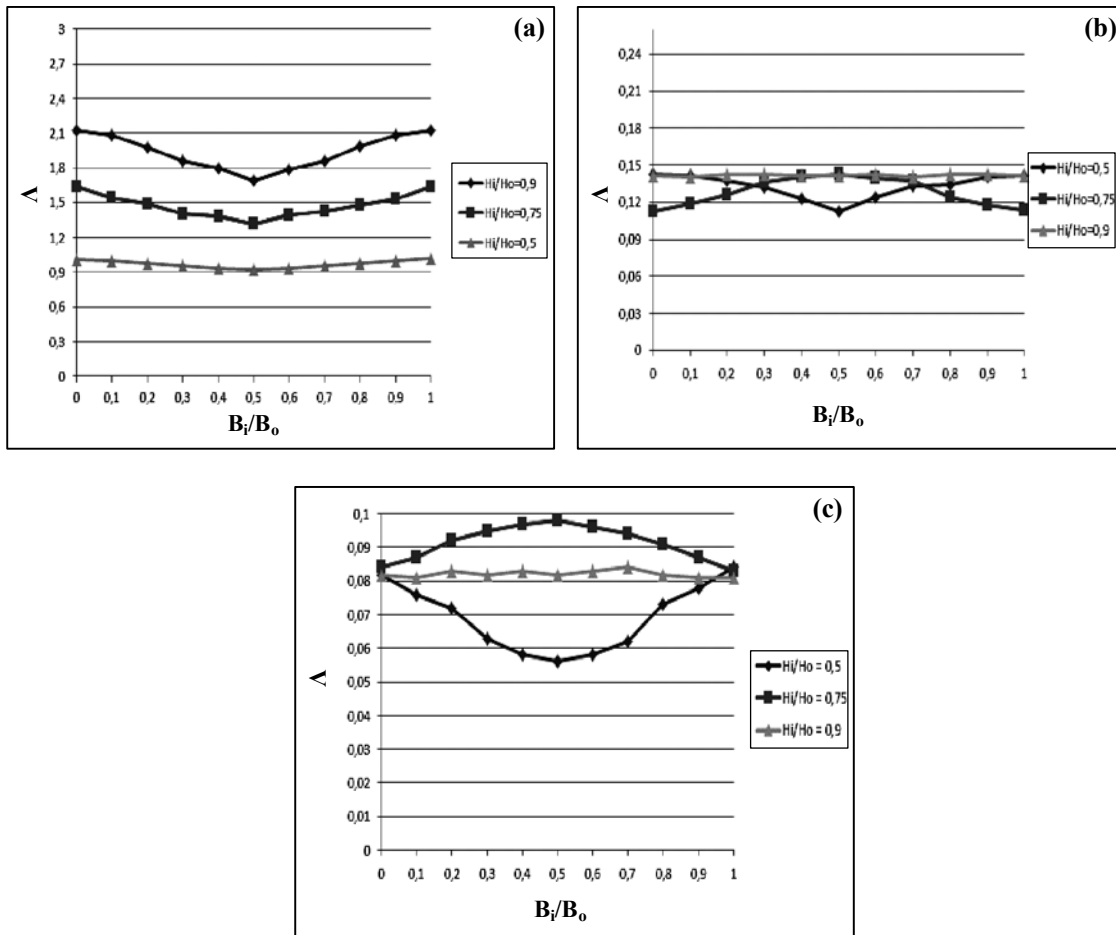 (a)
3
2,7
2,4
2,1
1,8
1,5
1,2
0,9
0,6
0,3
0
Λ
0 0,1 0,2 0,3 0,4 0,5 0,6 0,7 0,8 0,9 1
Bi/Bo
Hi/Ho=0,9
Hi/Ho=0,75
Hi/Ho=0,5
(b)
0,24
0,21
0,18
0,15
0,12
0,09
0,06
0,03
0
Λ
0 0,1 0,2 0,3 0,4 0,5 0,6 0,7 0,8 0,9 1
Bi/Bo
Hi/Ho=0,5
Hi/Ho=0,75
Hi/Ho=0,9
(c)
0,1
0,09
0,08
0,07
0,06
0,05
0,04
0,03
0,02
0,01
0
Λ
0 0,1 0,2 0,3 0,4 0,5 0,6 0,7 0,8 0,9 1
Bi/Bo
Hi/Ho = 0,5
Hi/Ho = 0,75
Hi/Ho = 0,9